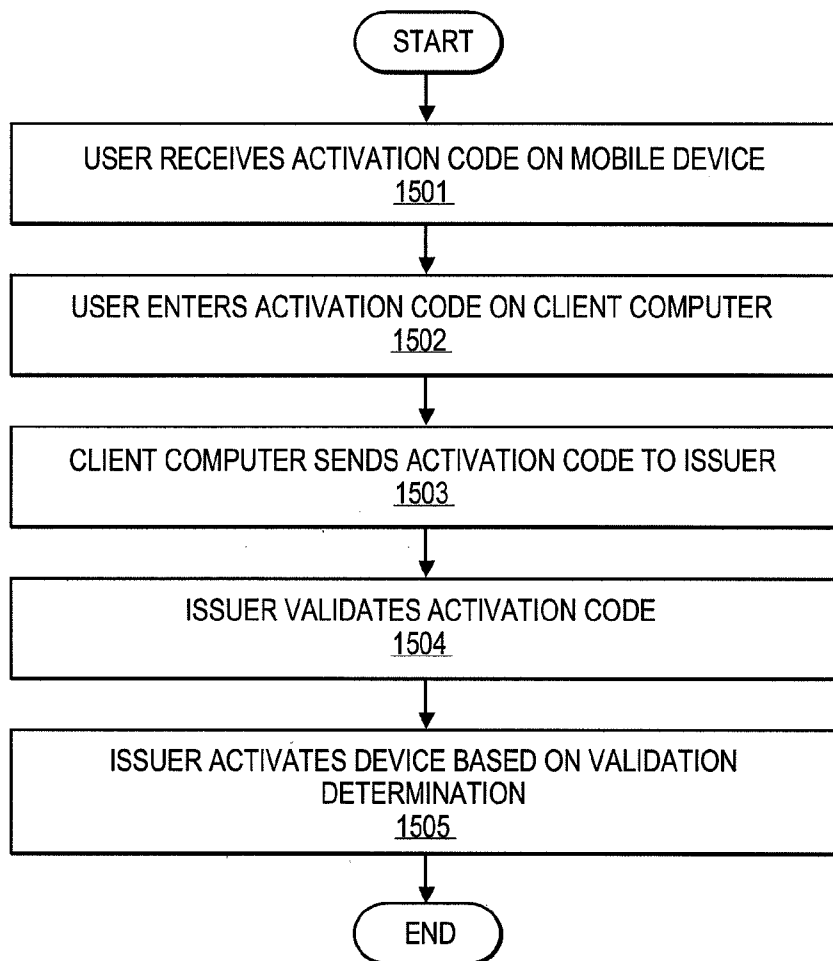 START
USER RECEIVES ACTIVATION CODE ON MOBILE DEVICE
1501
USER ENTERS ACTIVATION CODE ON CLIENT COMPUTER
1502
CLIENT COMPUTER SENDS ACTIVATION CODE TO ISSUER
1503
ISSUER VALIDATES ACTIVATION CODE
1504
ISSUER ACTIVATES DEVICE BASED ON VALIDATION
DETERMINATION
1505
END